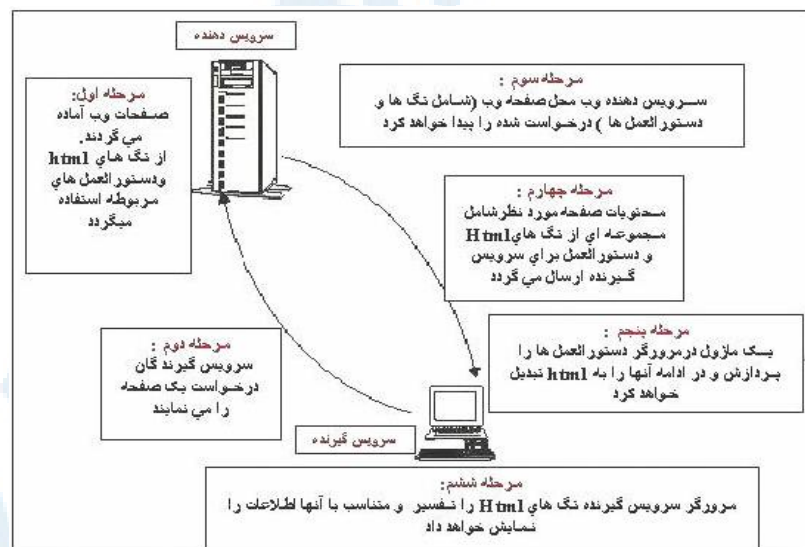 سرویس دهنده
مرحله اول:
صفحات وب آماده
می گردند.
از تگ های html
ودستورالعمل های
مربوطه استفاده
میگردد
مرحله دوم :
سرویس گیرندگان
درخواست یک صفحه
را می نمایند
مرحله سوم :
سرویس دهنده وب محل صفحه وب (شامل تگ ها و
دستورالعمل ها ) درخواست شده را پیدا خواهد کرد
مرحله چهارم :
محتویات صفحه مورد نظر شامل
مجموعه ای از تگ های Html
و دستورالعمل برای سرویس
گیرنده ارسال می گردد
مرحله پنجم :
یک ماژول درمرورگر دستورالعمل ها را
پردازش و در ادامه آنها را به html تبدیل
خواهد کرد
سرویس گیرنده
مرحله ششم:
مرورگر سرویس گیرنده تگ های Html را تفسیر و متناسب با آنها اطلاعات را
نمایش خواهد داد